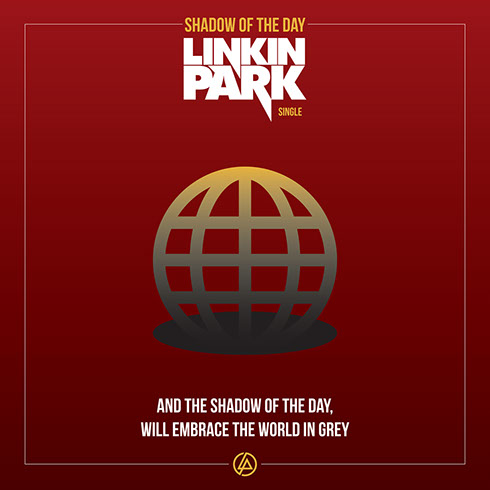 SHADOW OF THE DAY
LINKIN
PARK
SINGLE
AND THE SHADOW OF THE DAY,
WILL EMBRACE THE WORLD IN GREY